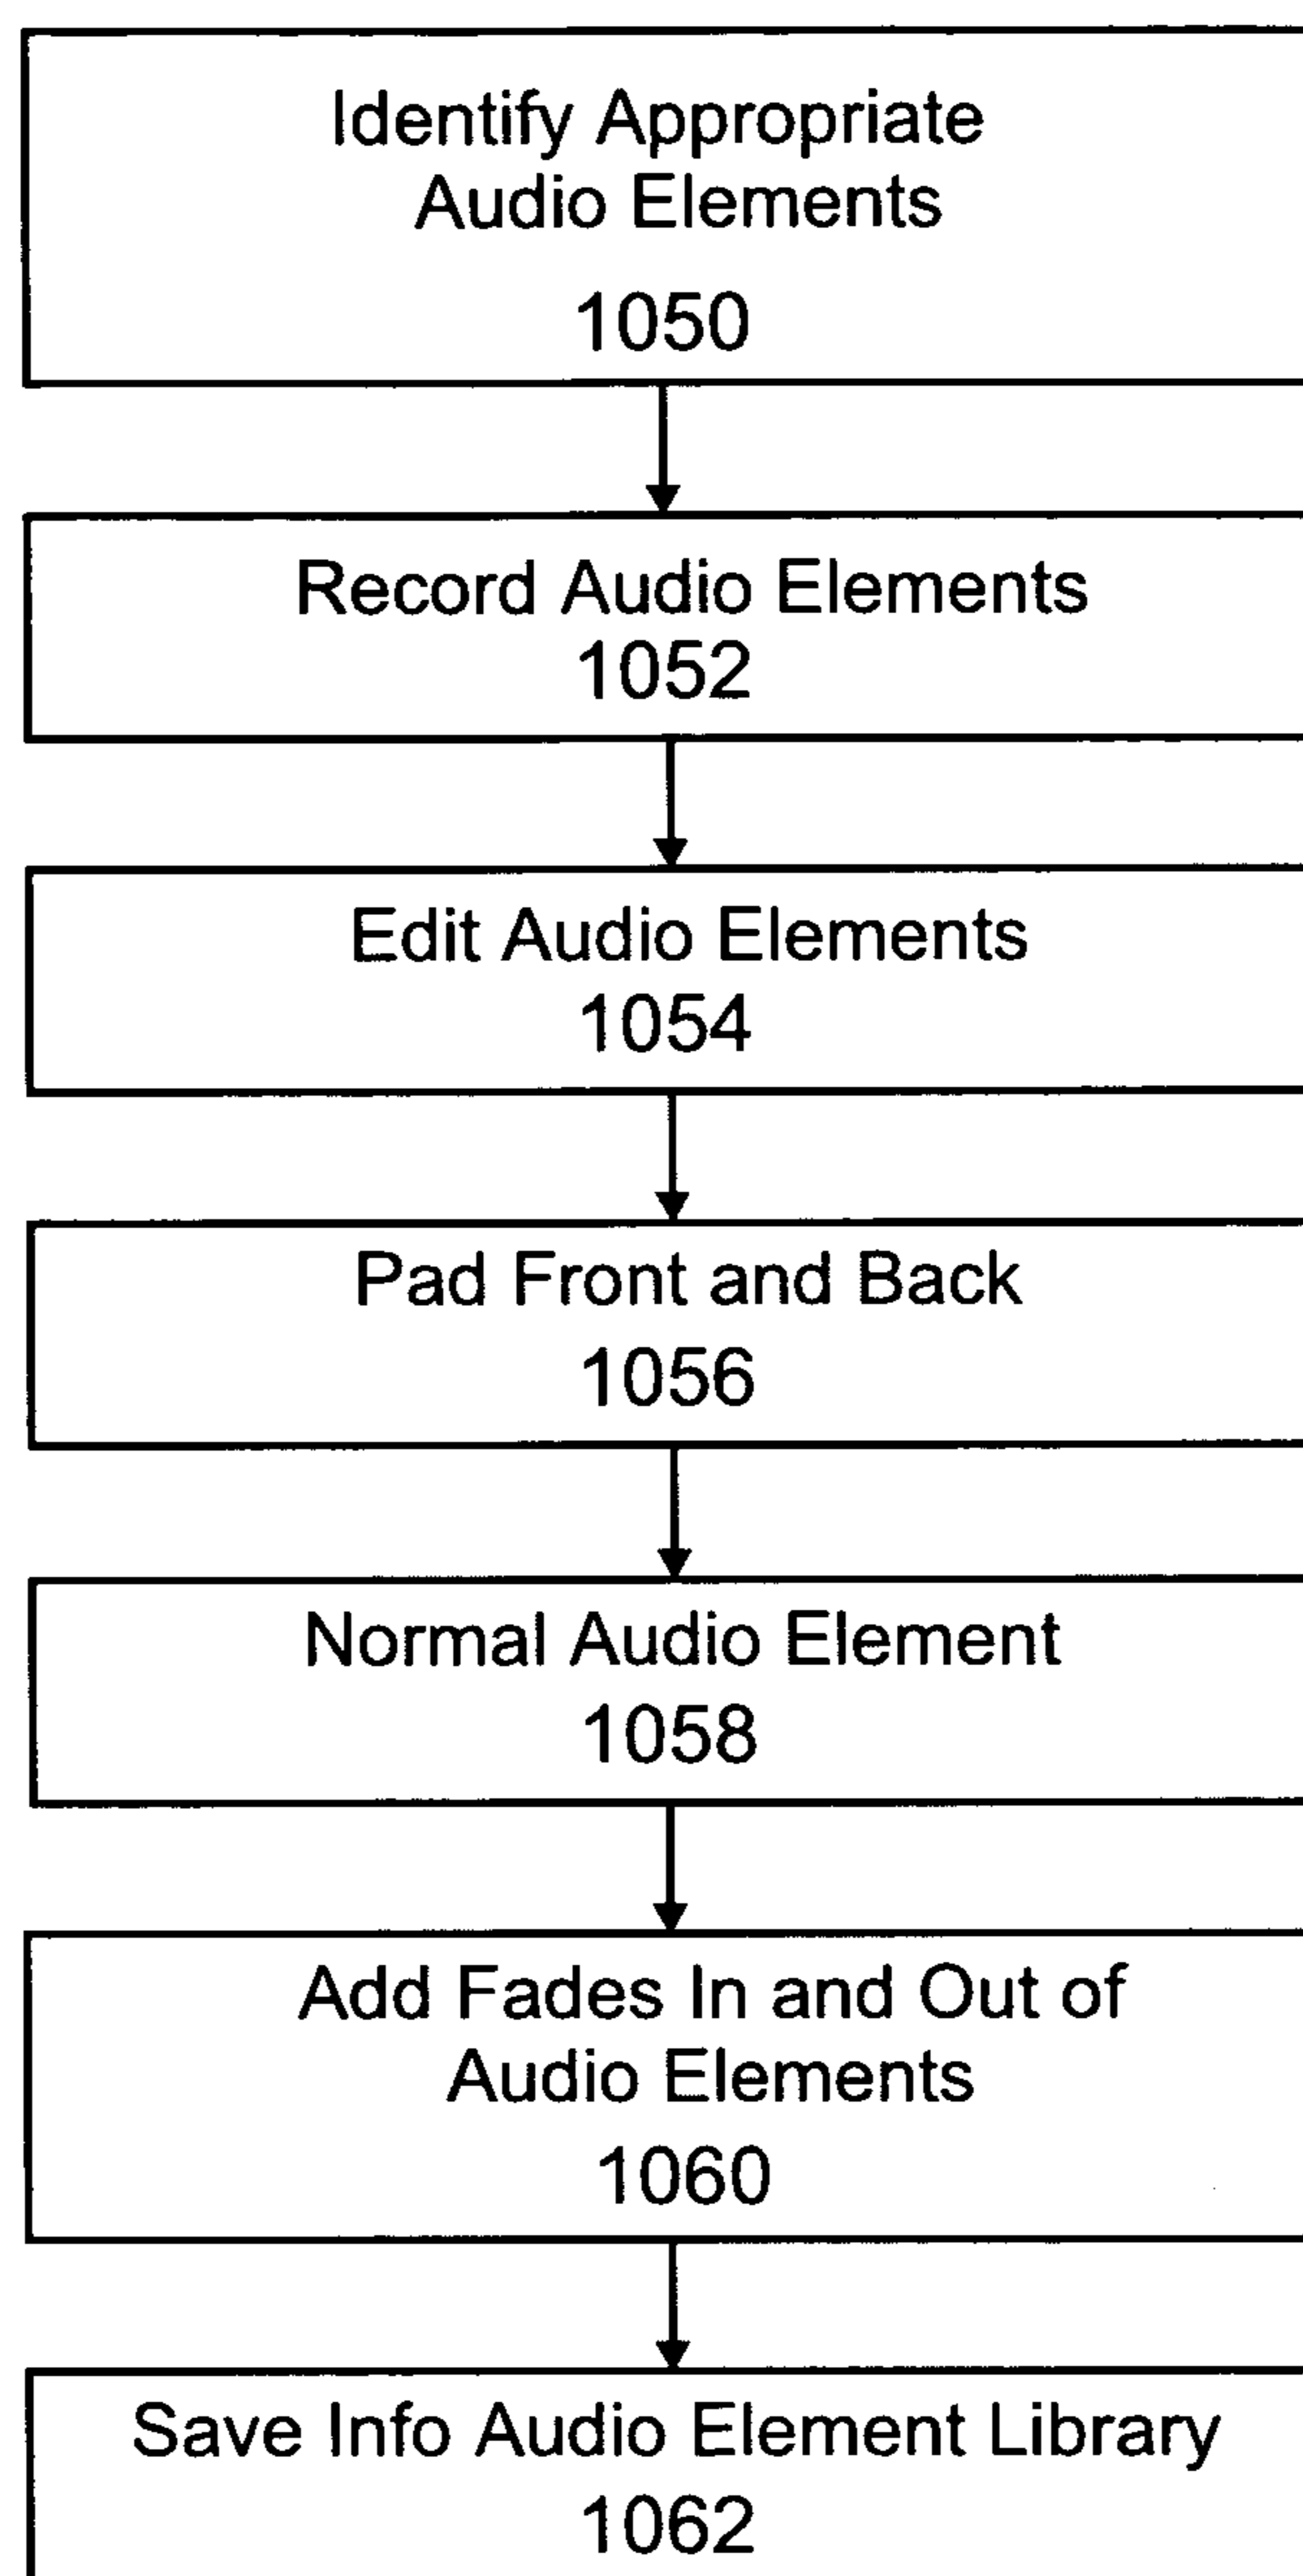 Identify Appropriate
Audio Elements
1050
Record Audio Elements
1052
Edit Audio Elements
1054
Pad Front and Back
1056
Normal Audio Element
1058
Add Fades In and Out of
Audio Elements
1060
Save Info Audio Element Library
1062